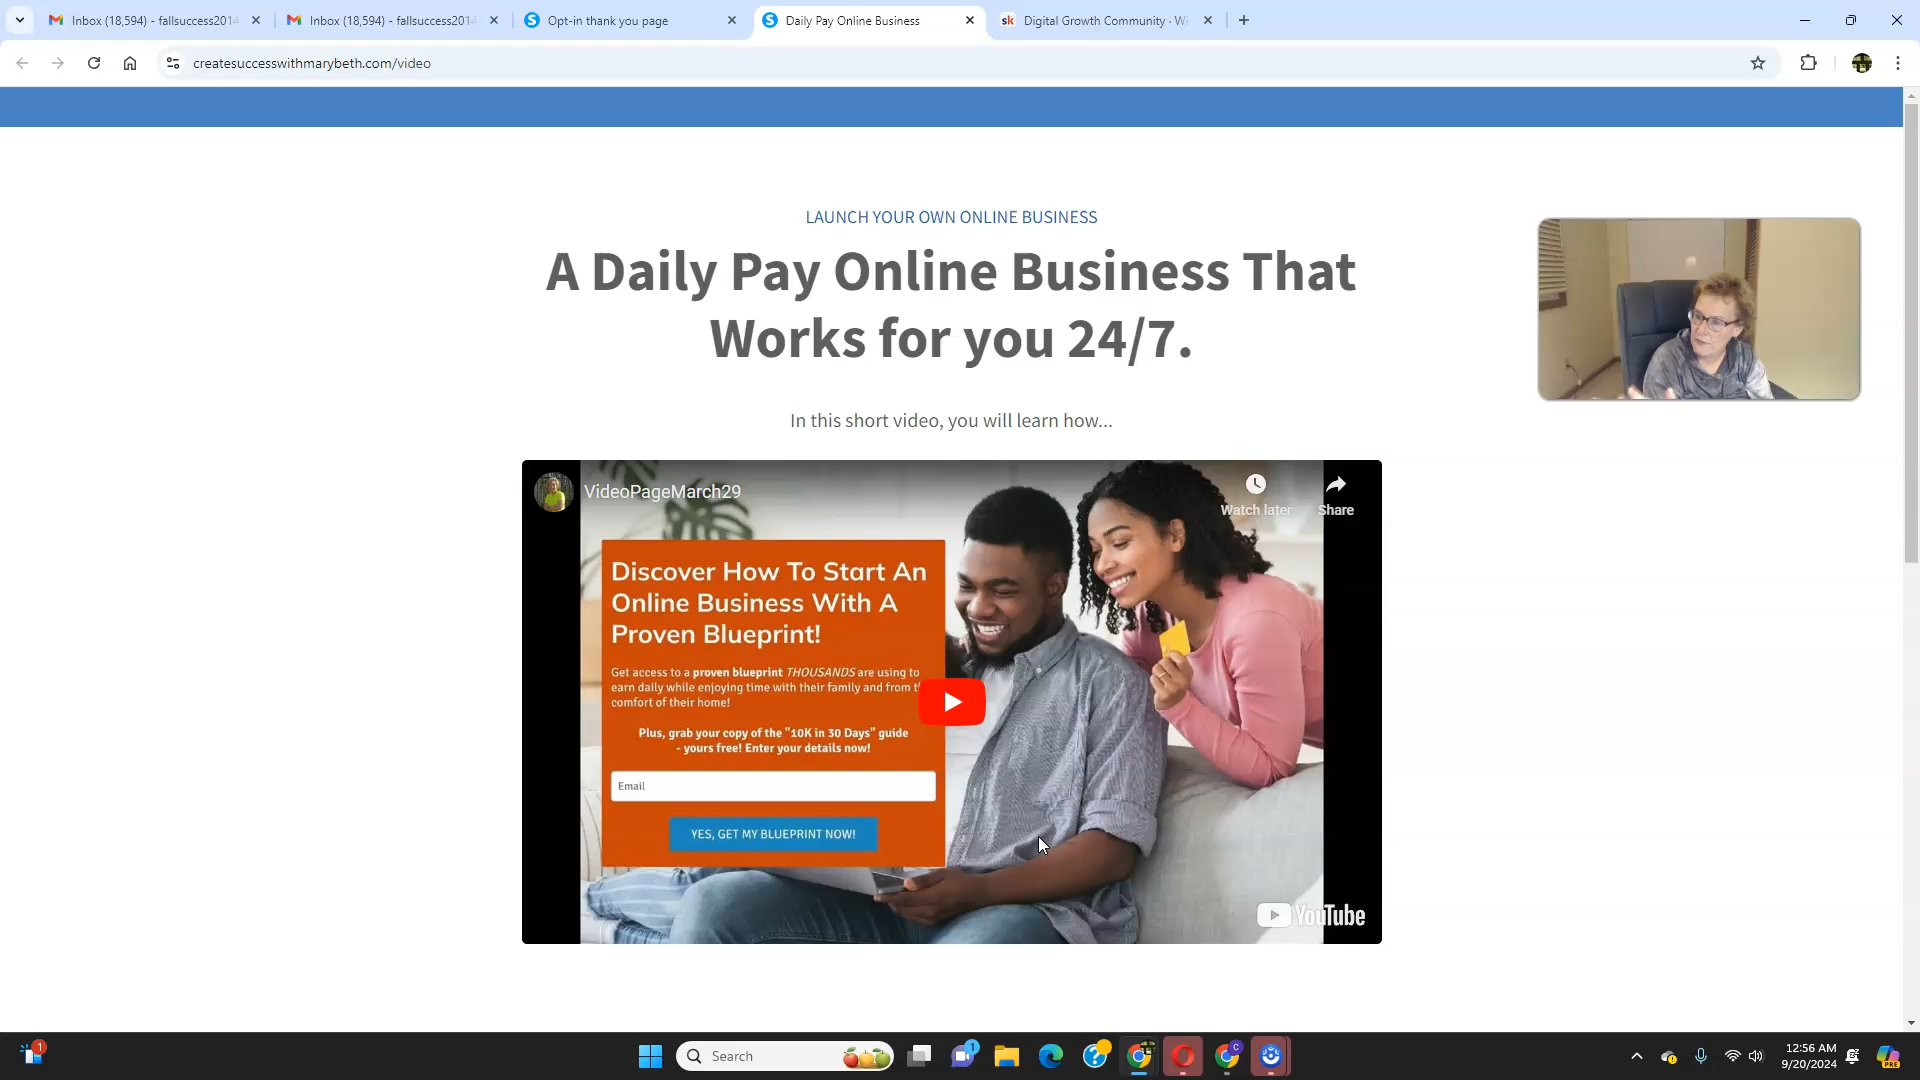 Inbox (18,594) - fallsuccess2014
Inbox (18,594) - fallsuccess2014
Opt-in thank you page
Daily Pay Online Business
sk
Digital Growth Community · Wi
createsuccesswithmarybeth.com/video
LAUNCH YOUR OWN ONLINE BUSINESS
A Daily Pay Online Business That
Works for you 24/7.
In this short video, you will learn how...
VideoPageMarch29
Watch later
Share
Discover How To Start An
Online Business With A
Proven Blueprint!
Get access to a proven blueprint THOUSANDS are using to
earn daily while enjoying time with their family and from
comfort of their home!
Plus, grab your copy of the "10K in 30 Days" guide
- yours free! Enter your details now!
Email
YES, GET MY BLUEPRINT NOW!
YouTube
1
Search
1
C
PRE
12:56 AM
9/20/2024